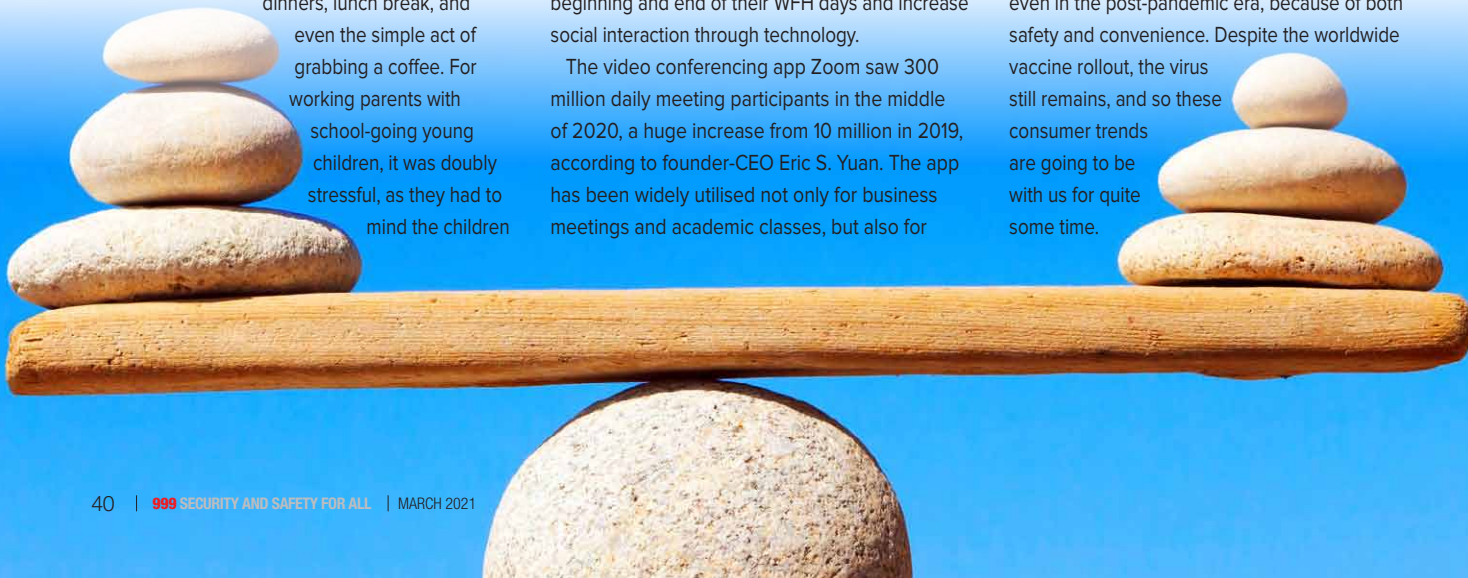 dinners, lunch break, and
even the simple act of
grabbing a coffee. For
working parents with
school-going young
children, it was doubly
stressful, as they had to
mind the children
beginning and end of their WFH days and increase
social interaction through technology.
The video conferencing app Zoom saw 300
million daily meeting participants in the middle
of 2020, a huge increase from 10 million in 2019,
according to founder-CEO Eric S. Yuan. The app
has been widely utilised not only for business
meetings and academic classes, but also for
even in the post-pandemic era, because of both
safety and convenience. Despite the worldwide
vaccine rollout, the virus
still remains, and so these
consumer trends
are going to be
with us for quite
some time.
40 | 999 SECURITY AND SAFETY FOR ALL | MARCH 2021